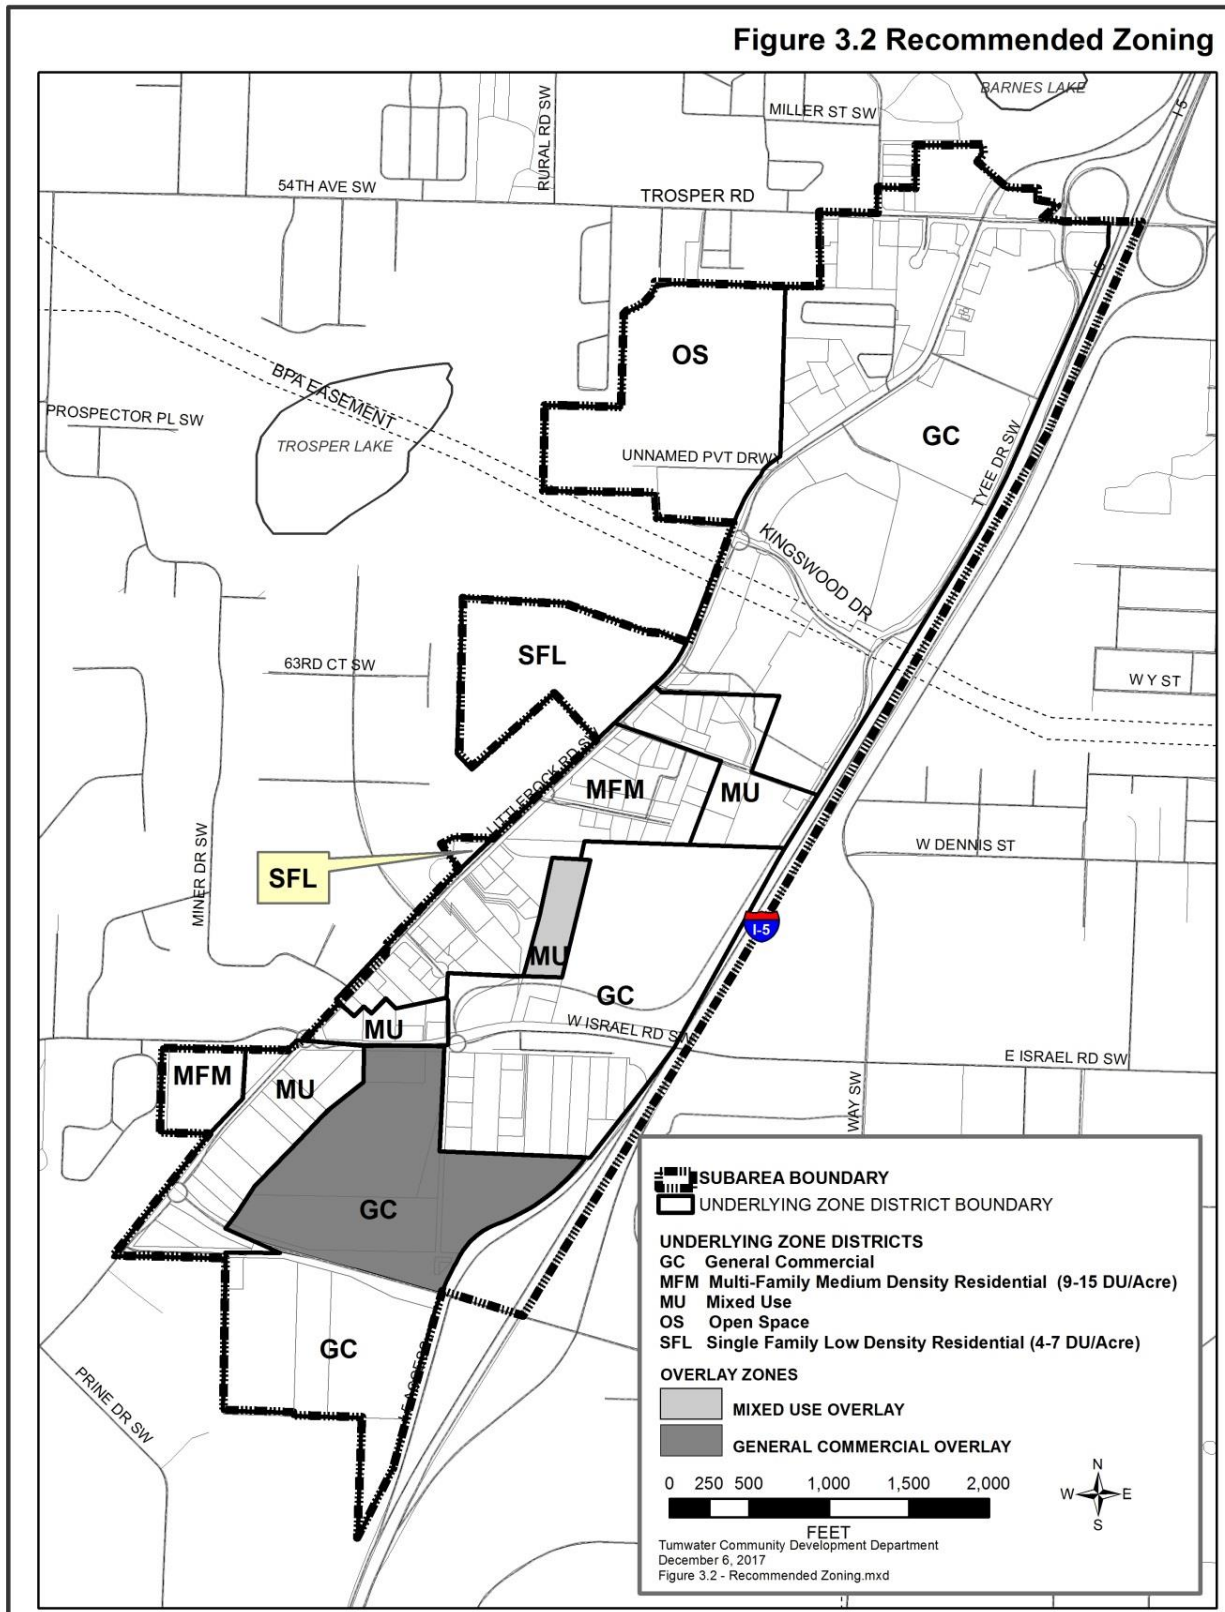 Figure 3.2 Recommended Zoning
BARNES LAKE
MILLER ST SW
I-5
RURAL RD SW
54TH AVE SW
TROSPER RD
I-5
OS
BPA EASEMENT
PROSPECTOR PL SW
TROSPER LAKE
GC
UNNAMED PVT DRWY
TYEE DR SW
KINGSWOOD DR
SFL
63RD CT SW
W Y ST
LITTLEROCK RD SW
MFM
MU
W DENNIS ST
SFL
MINER DR SW
I-5
MU
GC
MU
W ISRAEL RD SW
E ISRAEL RD SW
MFM
MU
WAY SW
GC
GC
PRINE DR SW
SUBAREA BOUNDARY
UNDERLYING ZONE DISTRICT BOUNDARY
UNDERLYING ZONE DISTRICTS
GC General Commercial
MFM Multi-Family Medium Density Residential (9-15 DU/Acre)
MU Mixed Use
OS Open Space
SFL Single Family Low Density Residential (4-7 DU/Acre)
OVERLAY ZONES
MIXED USE OVERLAY
GENERAL COMMERCIAL OVERLAY
0 250 500 1,000 1,500 2,000
FEET
N
W E
S
Tumwater Community Development Department
December 6, 2017
Figure 3.2 - Recommended Zoning.mxd